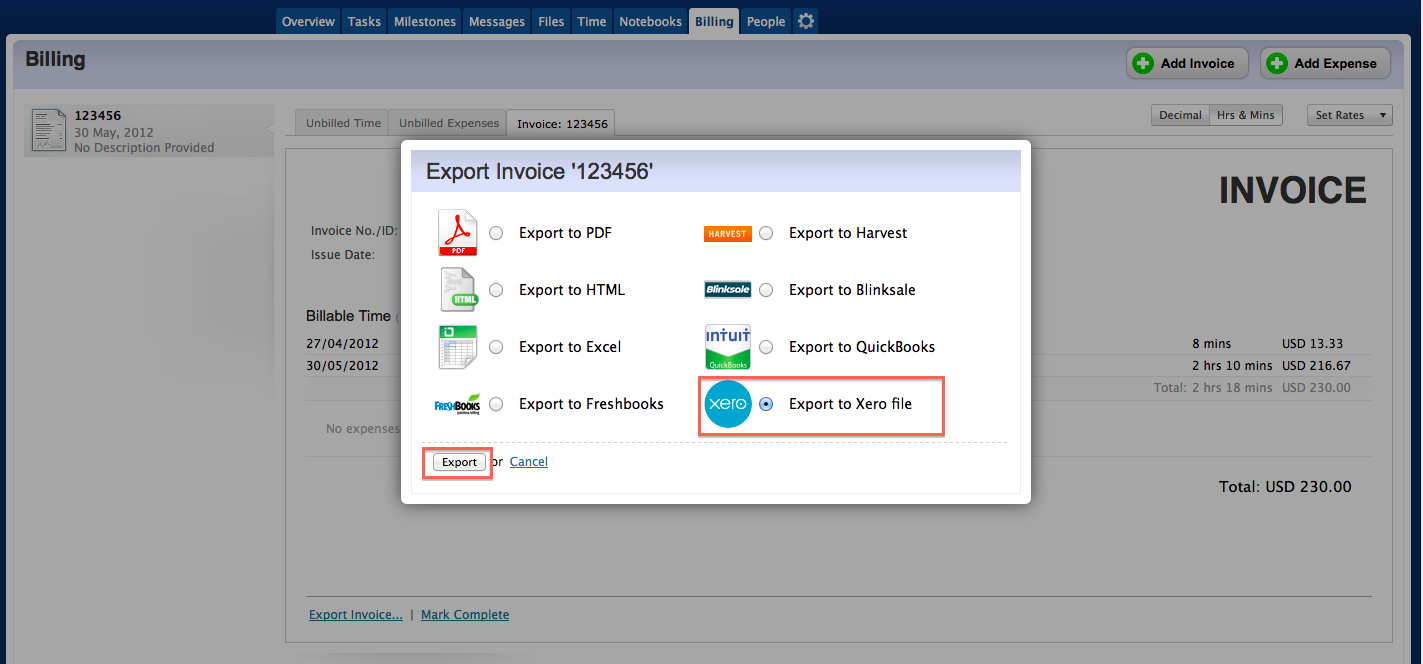 Overview Tasks Milestones Messages Files Time Notebooks Billing People
Billing
Add Invoice Add Expense
123456
30 May, 2012
No Description Provided
Unbilled Time Unbilled Expenses Invoice: 123456
Decimal Hrs & Mins Set Rates
INVOICE
Invoice No./ID:
Issue Date:
Billable Time
27/04/2012 8 mins USD 13.33
30/05/2012 2 hrs 10 mins USD 216.67
Total: 2 hrs 18 mins USD 230.00
No expenses
Total: USD 230.00
Export Invoice... | Mark Complete
Export Invoice '123456'
PDF Export to PDF
HARVEST Export to Harvest
HTML Export to HTML
Blinksale Export to Blinksale
Export to Excel
intuit QuickBooks Export to QuickBooks
FRESHBOOKS Export to Freshbooks
xero Export to Xero file
Export or Cancel